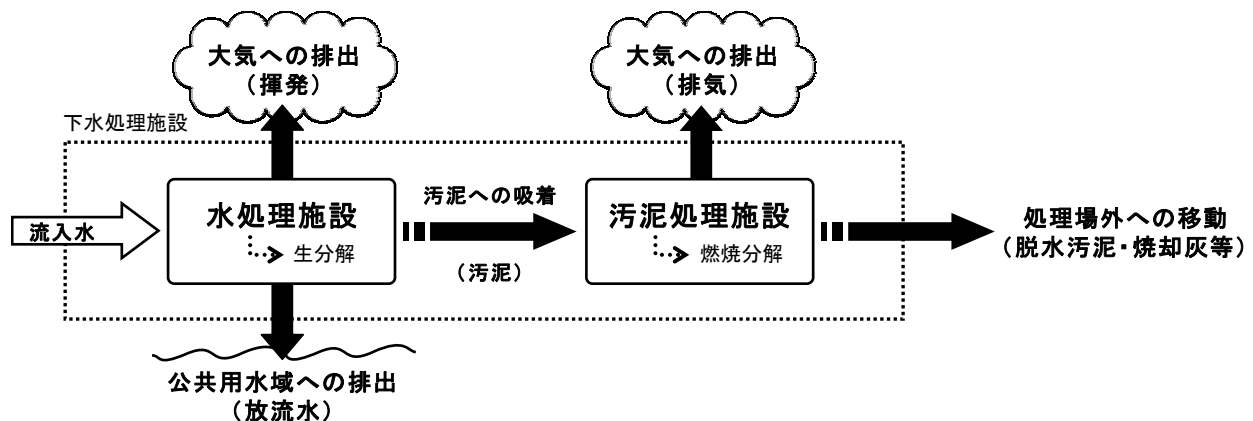 大気への排出
（揮発）
大気への排出
（排気）
下水処理施設
流入水
水処理施設
生分解
汚泥への吸着
（汚泥）
汚泥処理施設
燃焼分解
処理場外への移動
（脱水汚泥・焼却灰等）
公共用水域への排出
（放流水）